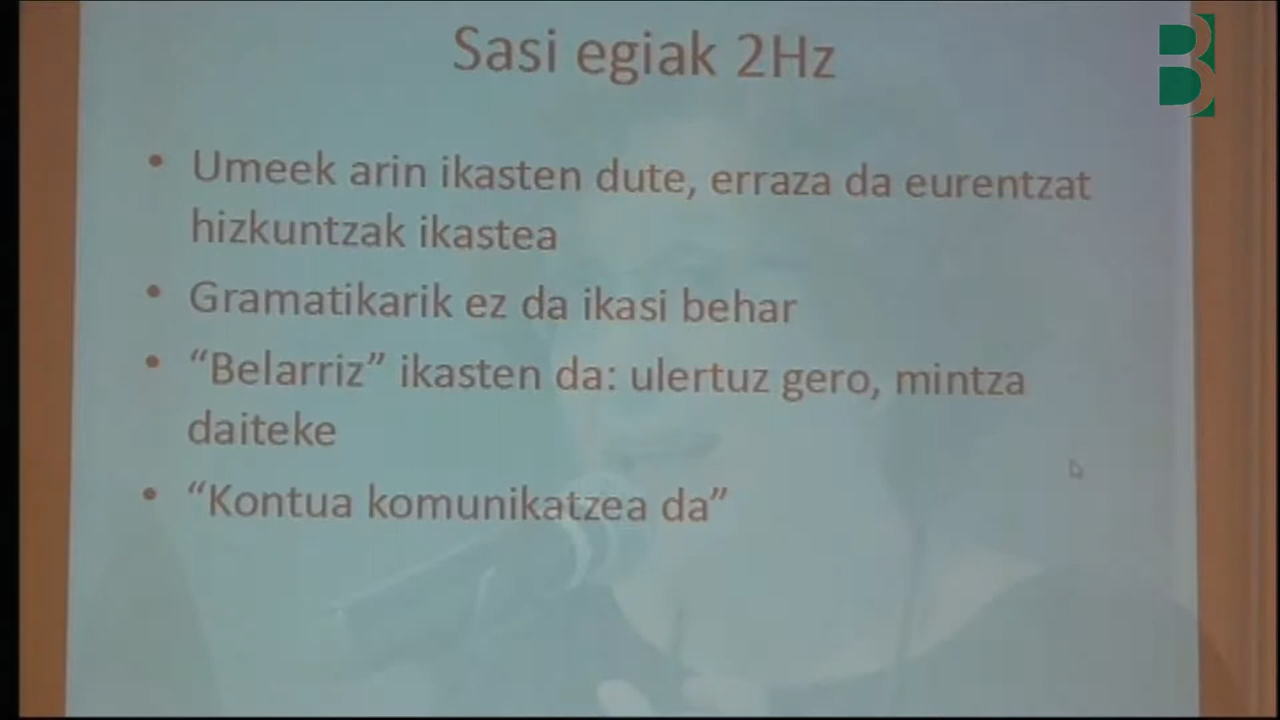 Sasi egiak 2Hz
• Umeek arin ikasten dute, erraza da eurentzat
hizkuntzak ikastea
• Gramatikarik ez da ikasi behar
• “Belarriz” ikasten da: ulertuz gero, mintza
daiteke
• “Kontua komunikatzea da”
B